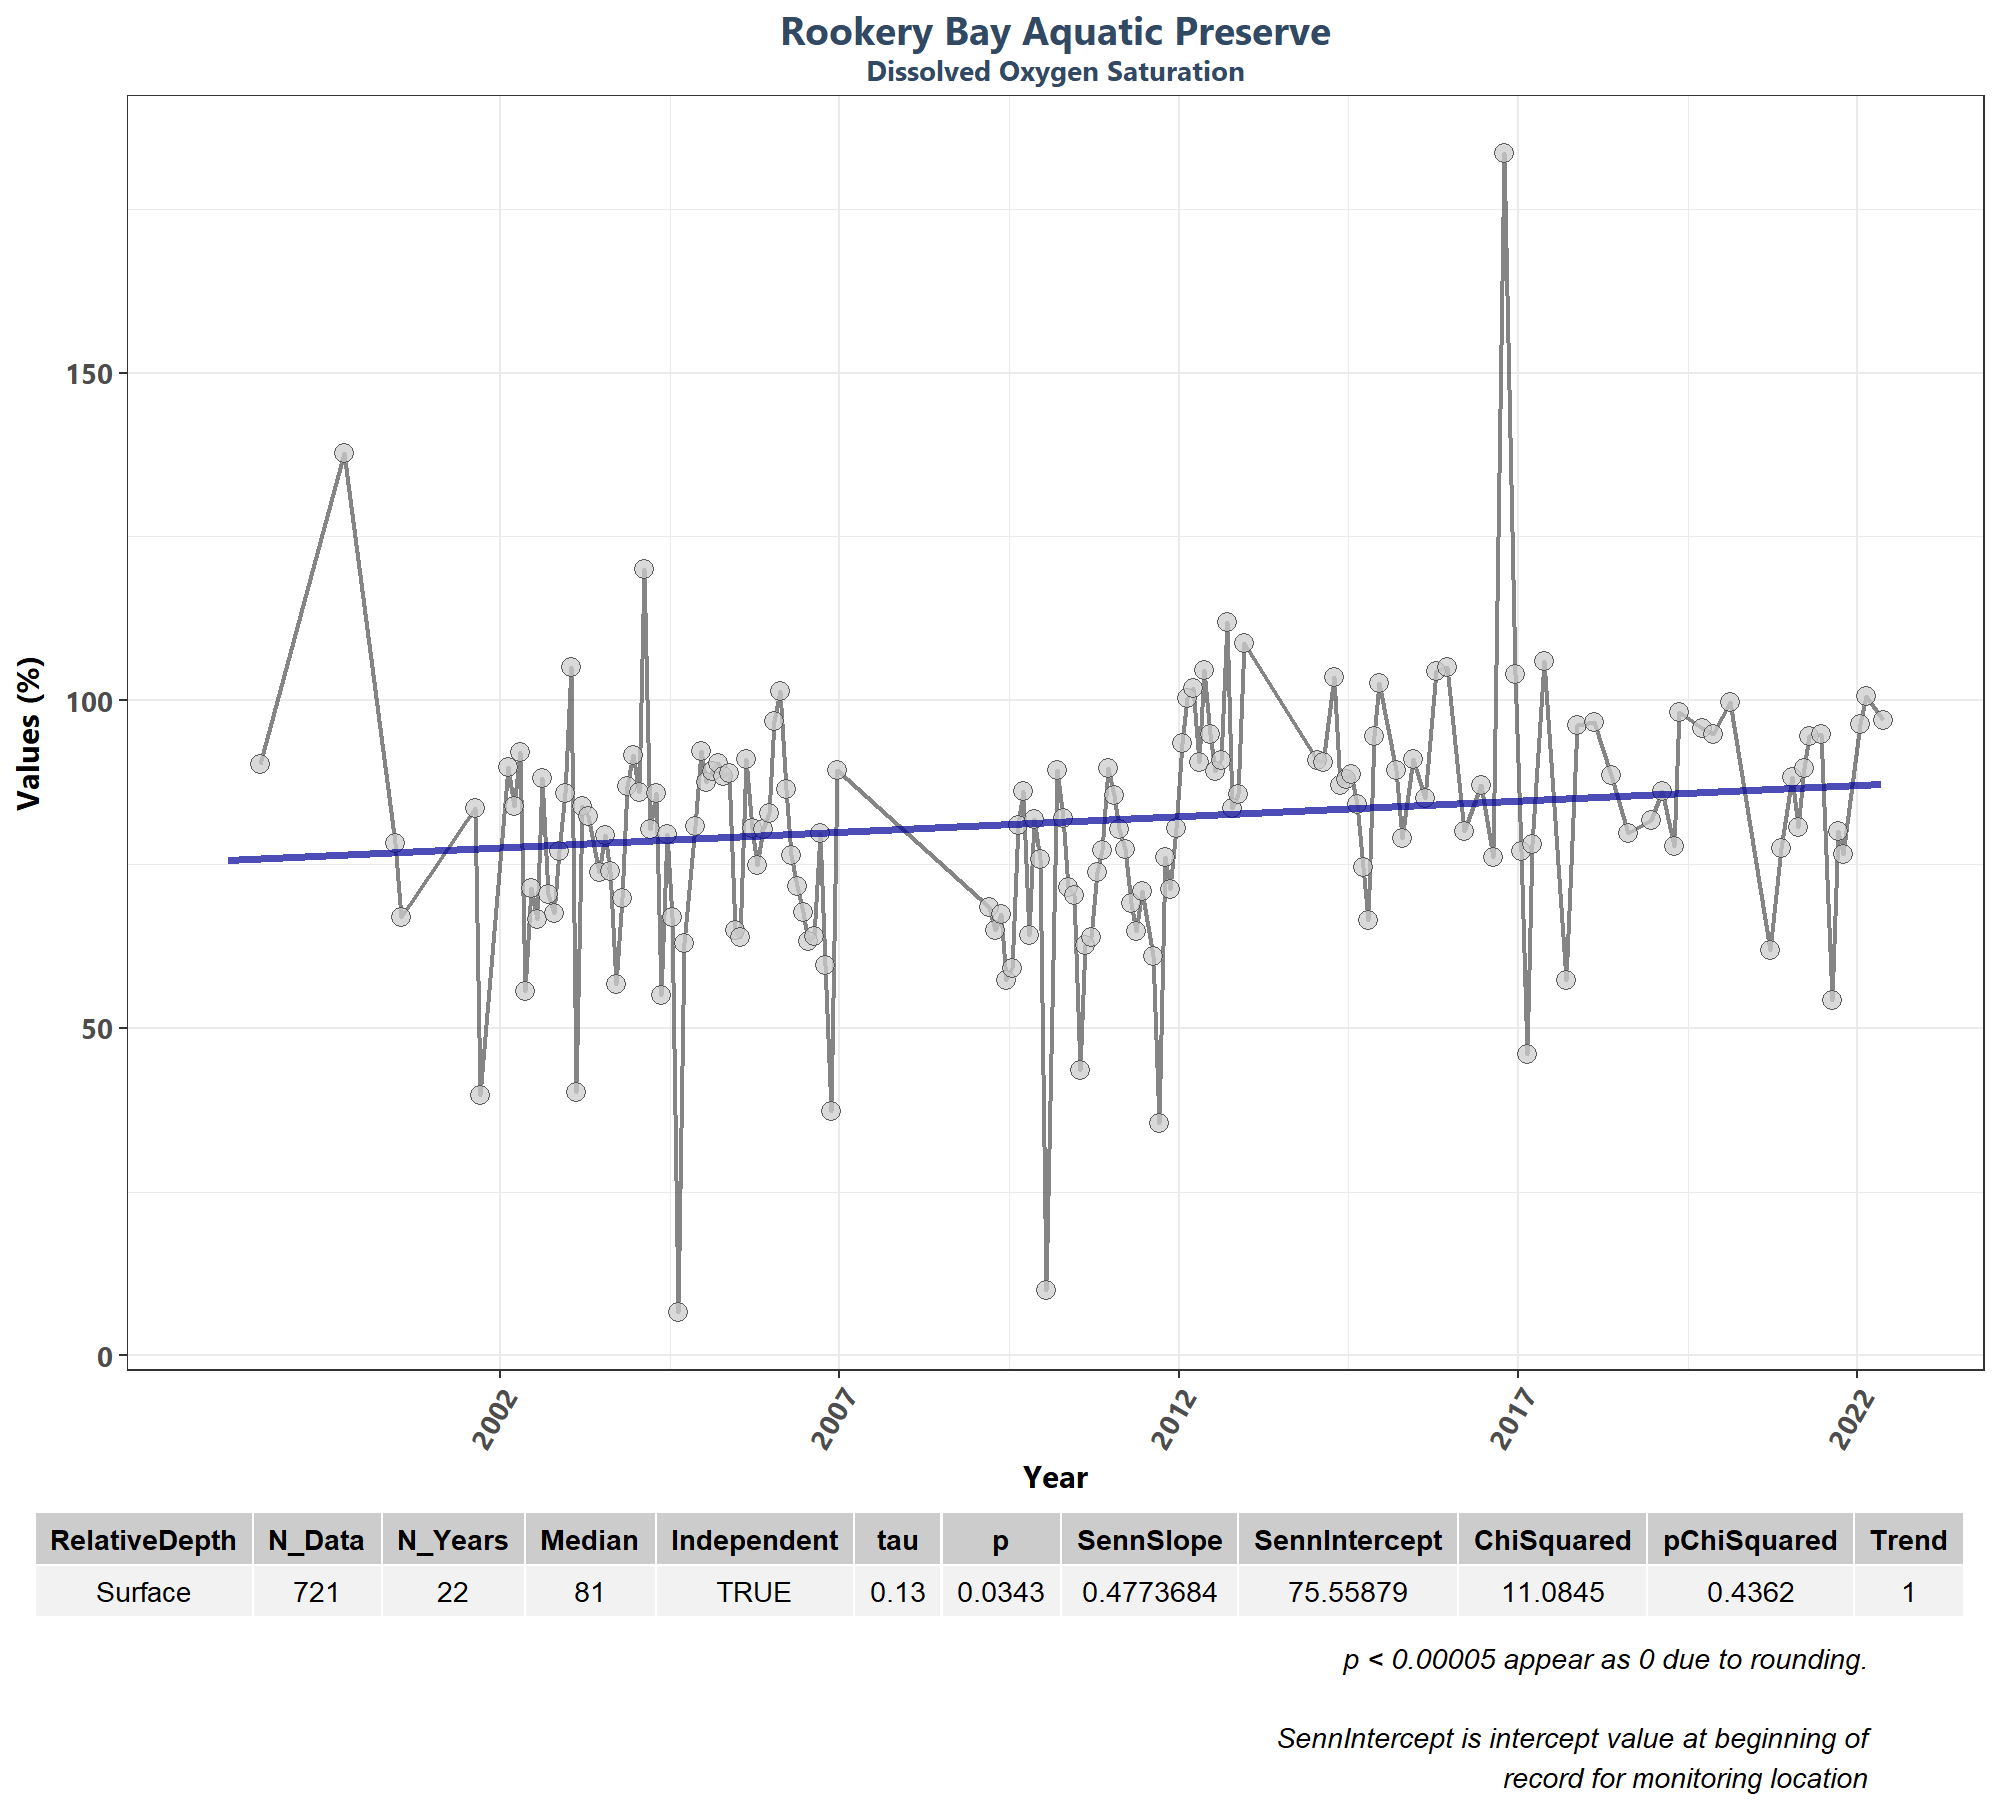 Rookery Bay Aquatic Preserve
Dissolved Oxygen Saturation
Values (%)
150
100
50
0
2002 2007 2012 2017 2022
Year
RelativeDepth N_Data N_Years Median Independent tau p SennSlope SennIntercept ChiSquared pChiSquared Trend
Surface 721 22 81 TRUE 0.13 0.0343 0.4773684 75.55879 11.0845 0.4362 1
p < 0.00005 appear as 0 due to rounding.
SennIntercept is intercept value at beginning of
record for monitoring location